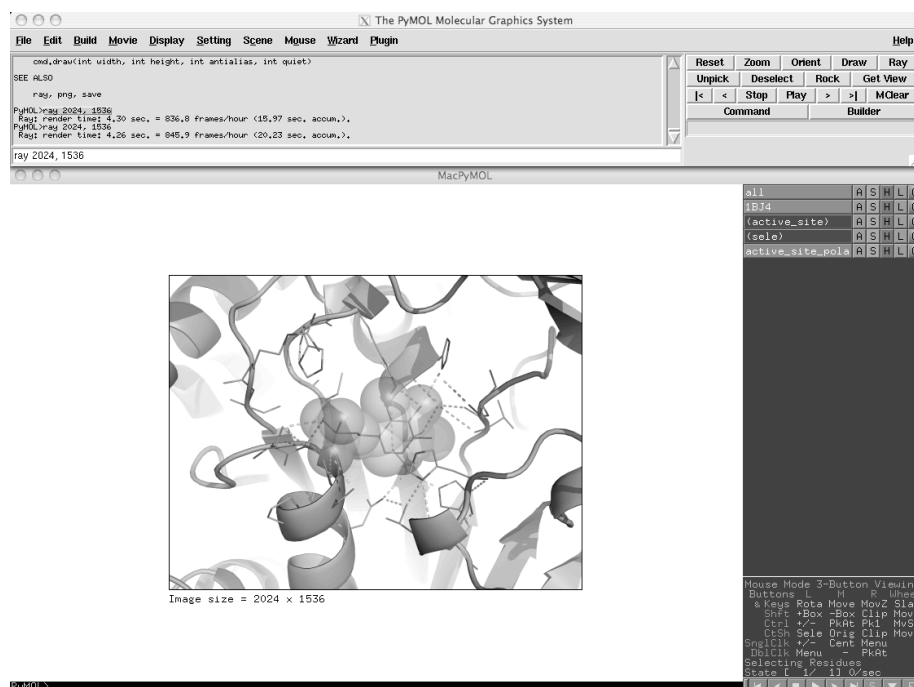 The PyMOL Molecular Graphics System
File Edit Build Movie Display Setting Scene Mouse Wizard Plugin Help
cmd.draw(int width, int height, int antialias, int quiet)
SEE ALSO
ray, png, save
PyMOL>ray 2024, 1536
Ray: render time: 4.30 sec. = 836.8 frames/hour (15.97 sec. accum.).
PyMOL>ray 2024, 1536
Ray: render time: 4.26 sec. = 845.9 frames/hour (20.23 sec. accum.).
ray 2024, 1536
Reset Zoom Orient Draw Ray
Unpick Deselect Rock Get View
|< < Stop Play > >| MClear
Command Builder
MacPyMOL
all A S H L
1BJ4 A S H L
(active_site) A S H L
(sele) A S H L
active_site_pola A S H L
Image size = 2024 x 1536
Mouse Mode 3-Button Viewin
Buttons L M R Whee
& Keys Rota Move MovZ Sla
Shft +Box -Box Clip Mov
Ctrl +/- PkAt Pk1 MvS
CtSh Sele Orig Clip Mov
SnglClk +/- Cent Menu
DblClk Menu - PkAt
Selecting Residues
State [ 1/ 1] 0/sec
PyMOL>